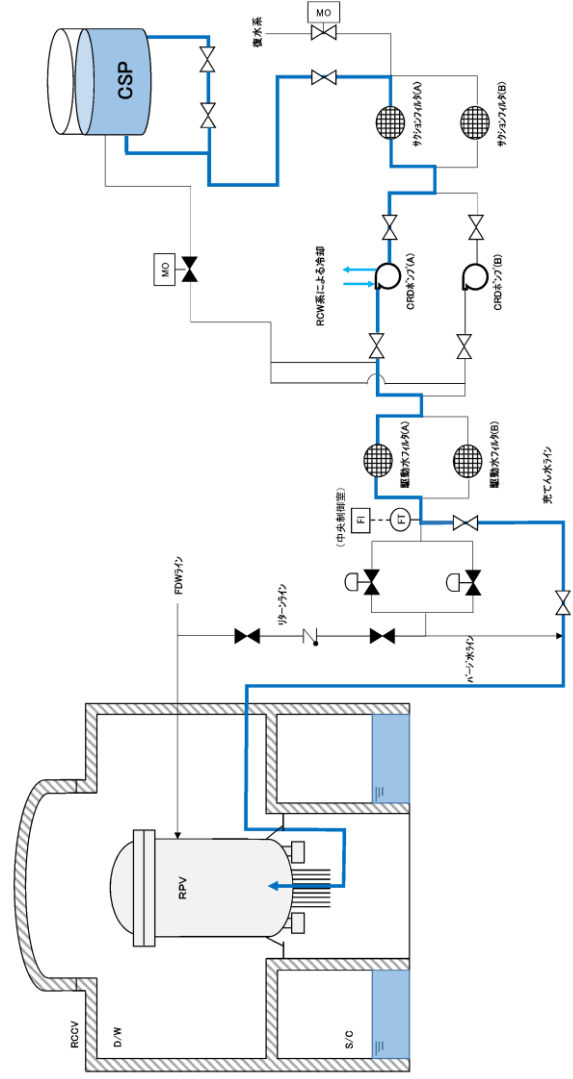 MO
復水系
CSP
サクションフィルタ(A)
サクションフィルタ(B)
MO
RCW系による冷却
CRDポンプ(A)
CRDポンプ(B)
駆動水フィルタ(A)
駆動水フィルタ(B)
(中央制御室)
FI
FT
充てん水ライン
FDWライン
リターンライン
パージ水ライン
RPV
RCCV
D/W
S/C